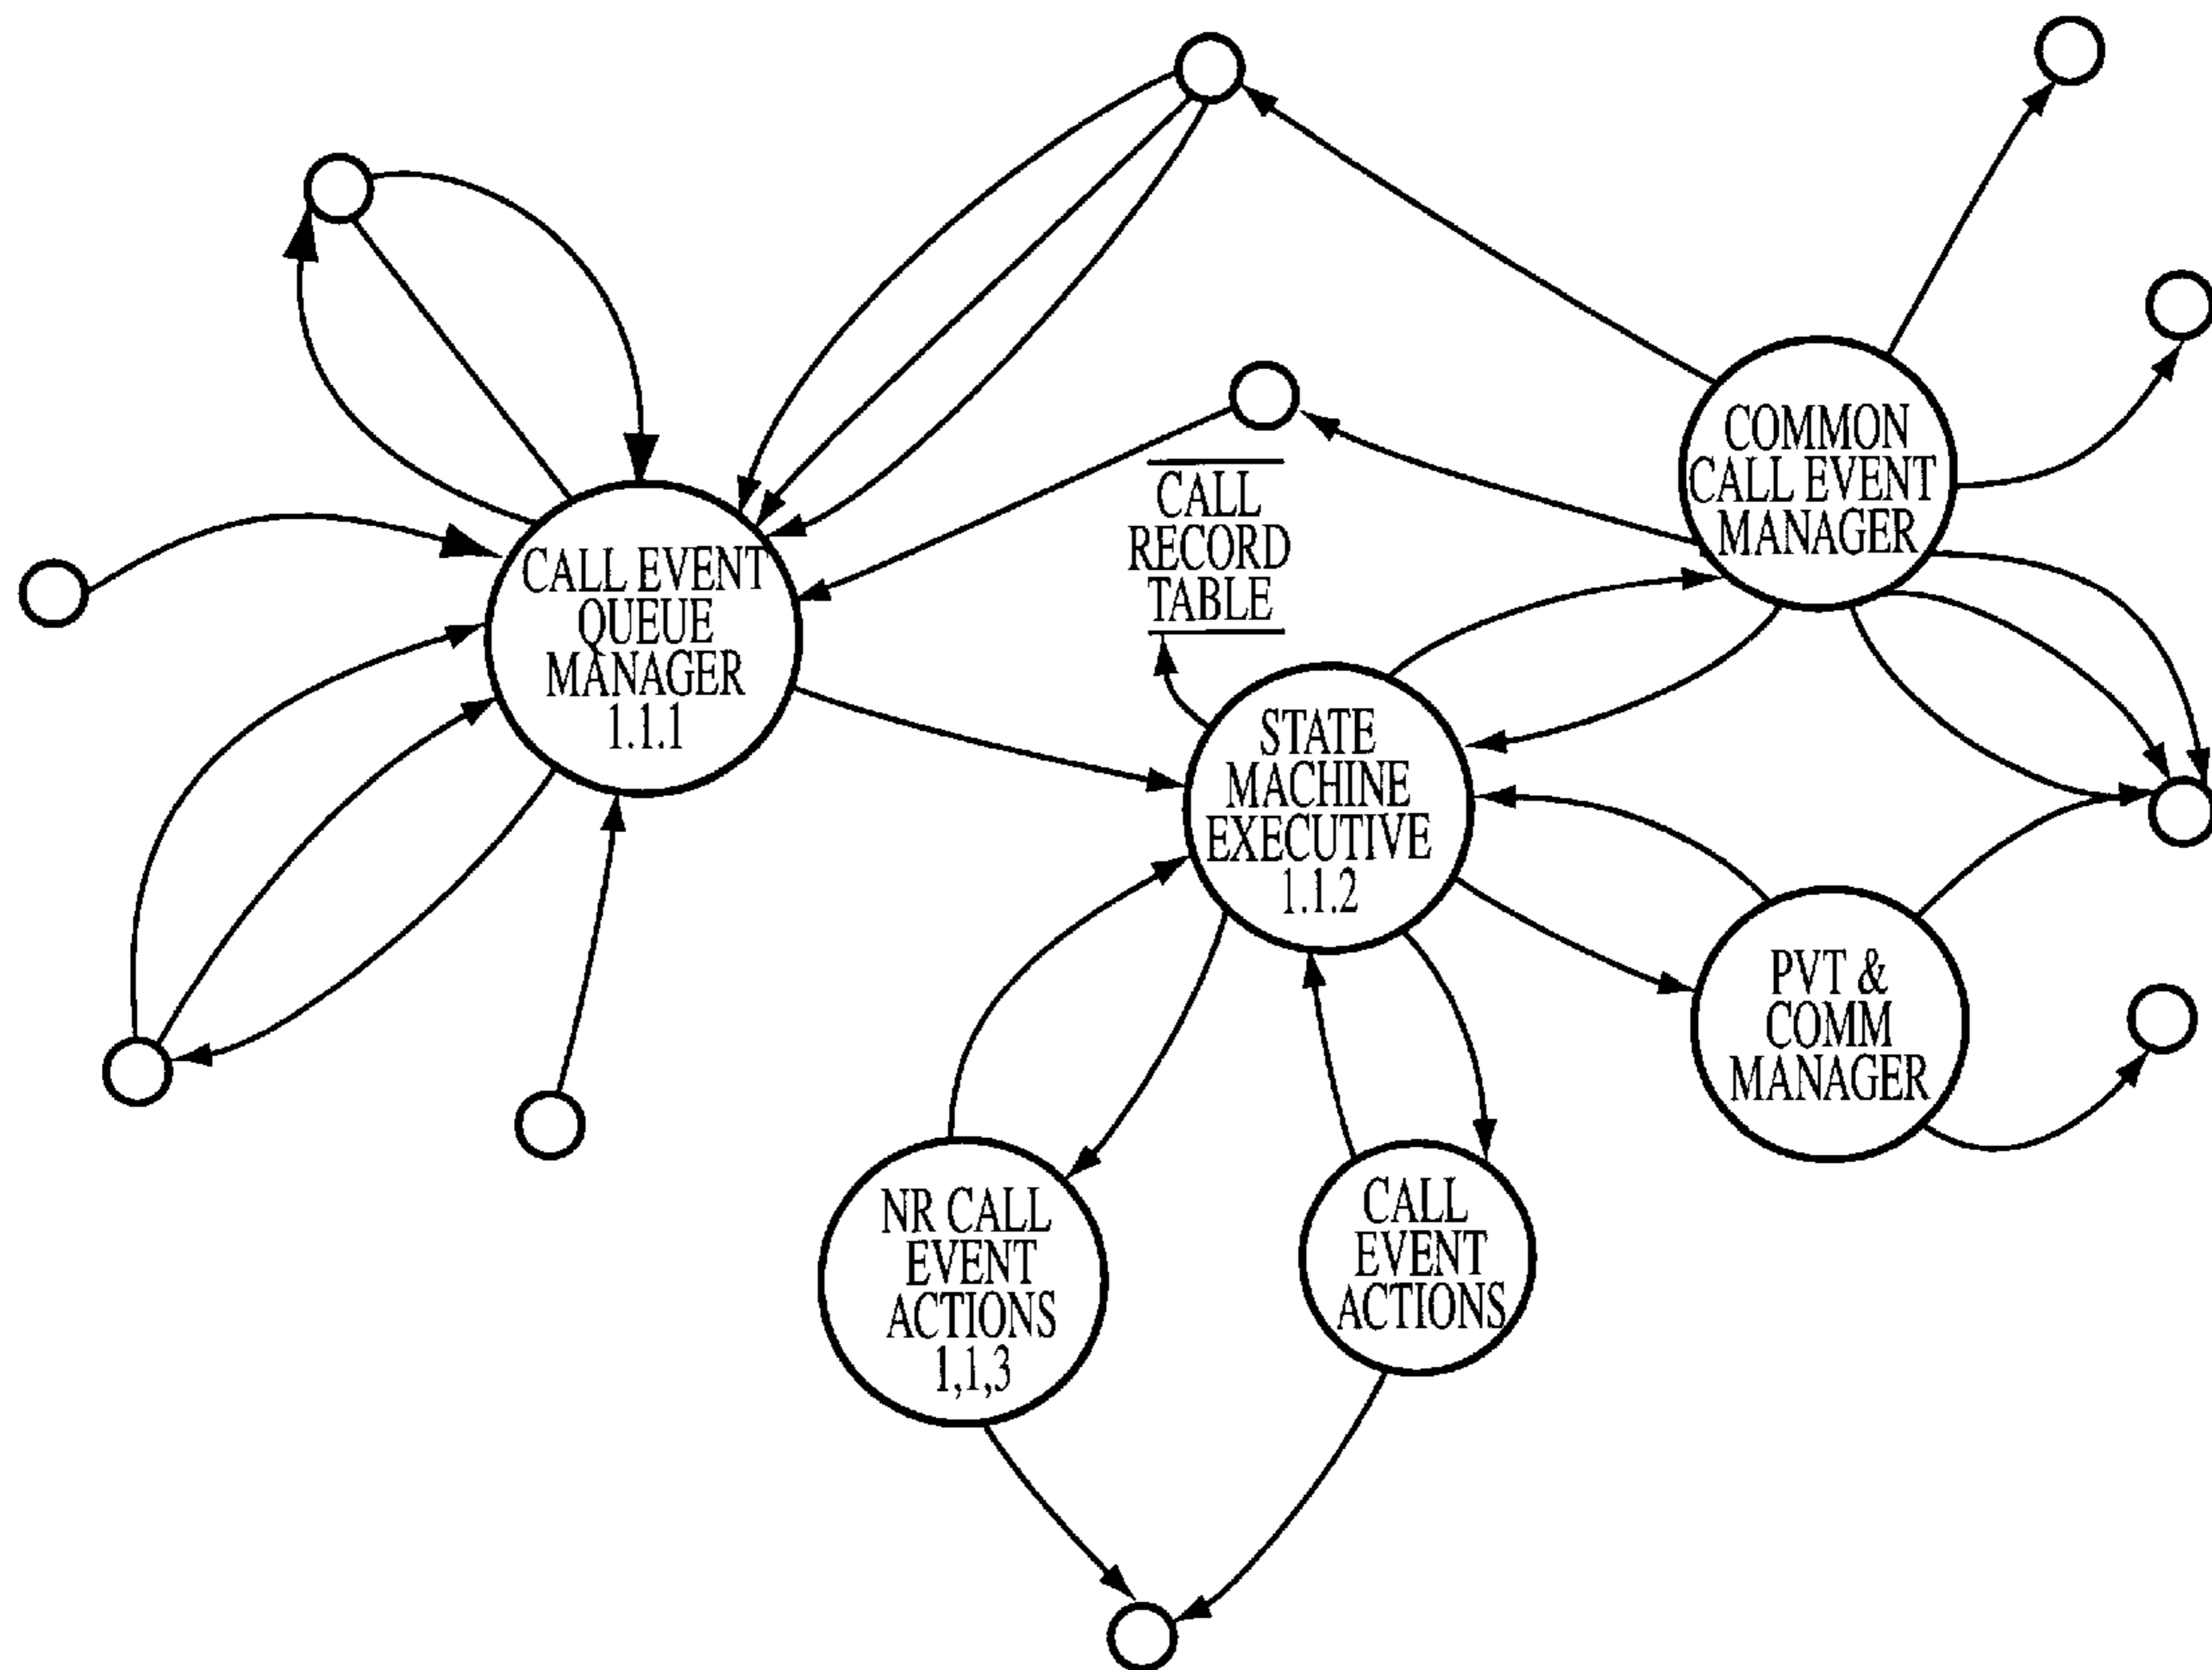 COMMON
CALL EVENT
MANAGER
CALL
RECORD
TABLE
CALL EVENT
QUEUE
MANAGER
1.1.1
STATE
MACHINE
EXECUTIVE
1.1.2
PVT &
COMM
MANAGER
NR CALL
EVENT
ACTIONS
1,1,3
CALL
EVENT
ACTIONS